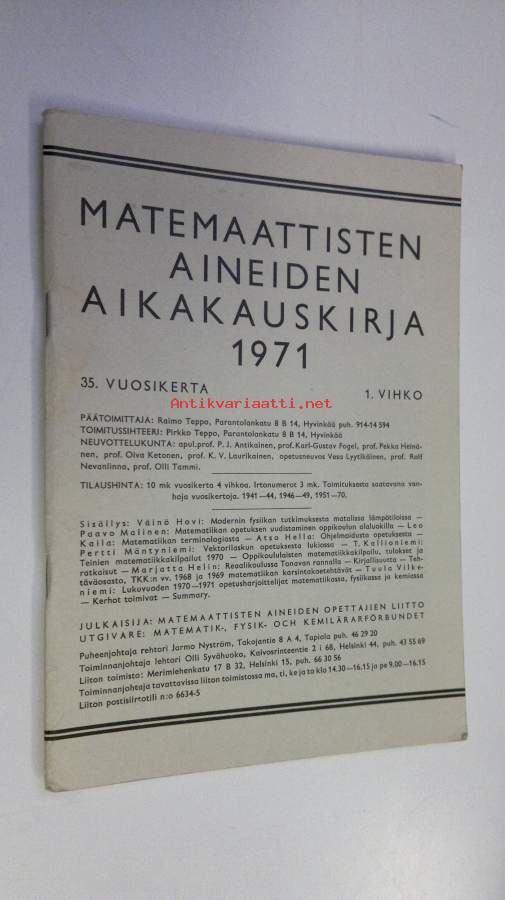 MATEMAATTISTEN
AINEIDEN
AIKAKAUSKIRJA
1971
35. VUOSIKERTA 1. VIHKO
Antikvariaatti.net
PÄÄTOIMITTAJA: Raimo Teppo, Parantolankatu 8 B 14, Hyvinkää puh. 914-14 594
TOIMITUSSIHTEERI: Pirkko Teppo, Parantolankatu 8 B 14, Hyvinkää
NEUVOTTELUKUNTA: apul.prof. P. J. Antikainen, prof. Karl-Gustav Fogel, prof. Pekka Heinä-
nen, prof. Oiva Ketonen, prof. K. V. Laurikainen, opetusneuvos Vesa Lyytikäinen, prof. Rolf
Nevanlinna, prof. Olli Tammi.
TILAUSHINTA: 10 mk vuosikerta 4 vihkoa. Irtonumerot 3 mk. Toimituksesta saatavana van-
hoja vuosikertoja. 1941—44, 1946—49, 1951—70.
Sisällys: Väinö Hovi: Modernin fysiikan tutkimuksesta matalissa lämpötiloissa —
Paavo Malinen: Matematiikan opetuksen uudistaminen oppikoulun alaluokilla — Leo
Kaila: Matematiikan terminologiasta — Atso Hella: Ohjelmoidusta opetuksesta —
Pertti Mäntyniemi: Vektorilaskun opetuksesta lukiossa — T. Kallioniemi:
Teinien matematiikkakilpailut 1970 — Oppikoululaisten matematiikkakilpailu, tulokset ja
ratkaisut — Marjatta Helin: Reaalikoulussa Tonavan rannalla — Kirjallisuutta — Teh-
täväosasto, TKK:n vv. 1968 ja 1969 matematiikan karsintakoetehtävät — Tuula Vilke-
niemi: Lukuvuoden 1970—1971 opetusharjoittelijat matematiikassa, fysiikassa ja kemiassa
— Kerhot toimivat — Summary.
JULKAISIJA: MATEMAATTISTEN AINEIDEN OPETTAJIEN LIITTO
UTGIVARE: MATEMATIK-, FYSIK- OCH KEMILÄRARFÖRBUNDET
Puheenjohtaja rehtori Jarmo Nyström, Takojantie 8 A 4, Tapiola puh. 46 29 20
Toiminnanjohtaja lehtori Olli Syvähuoko, Kaivosrinteentie 2 i 68, Helsinki 44, puh. 43 55 69
Liiton toimisto: Merimiehenkatu 17 B 32, Helsinki 15, puh. 66 30 56
Toiminnanjohtaja tavattavissa liiton toimistossa ma, ti, ke ja to klo 14.30—16.15 ja pe 9.00—16.15
Liiton postisiirtotili n:o 6634-5